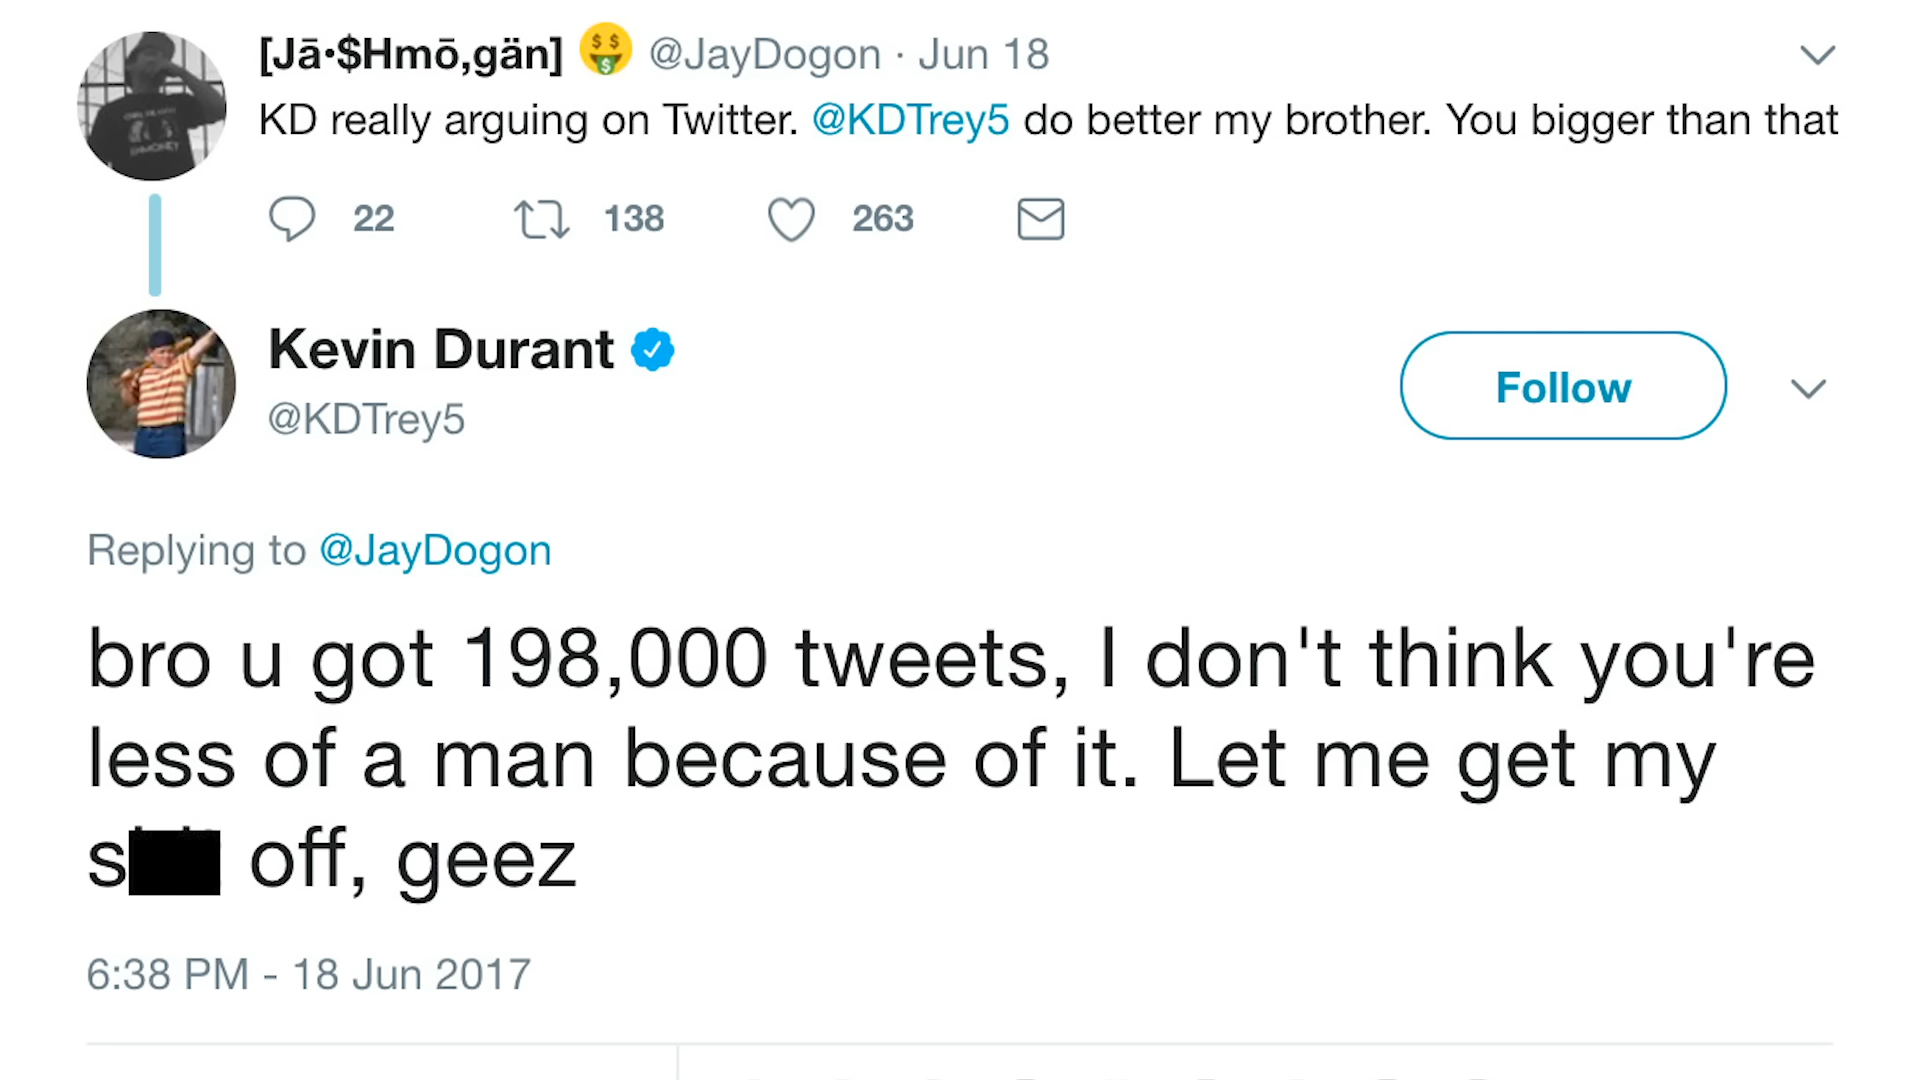 [Jā·$Hmō,gän] 🤑 @JayDogon · Jun 18
KD really arguing on Twitter. @KDTrey5 do better my brother. You bigger than that
22 138 263
Kevin Durant
@KDTrey5
Follow
Replying to @JayDogon
bro u got 198,000 tweets, I don't think you're
less of a man because of it. Let me get my
s off, geez
6:38 PM - 18 Jun 2017